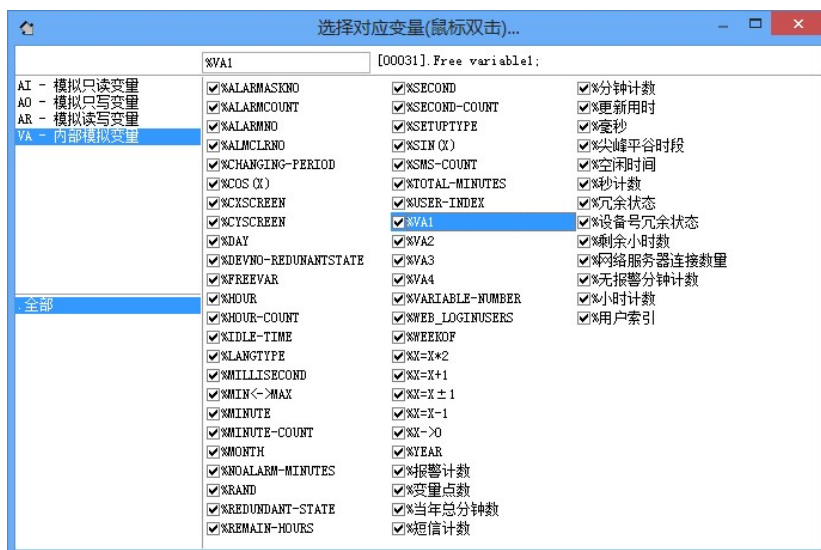 选择对应变量(鼠标双击)...
%VA1
[00031].Free variable1;
AI - 模拟只读变量
AO - 模拟只写变量
AR - 模拟读写变量
VA - 内部模拟变量
.全部
%ALARMASKNO
%ALARMCOUNT
%ALARMNO
%ALMCLRNO
%CHANGING-PERIOD
%COS(X)
%CXSCREEN
%CYSCREEN
%DAY
%DEVNO-REDUNANTSTATE
%FREEVAR
%HOUR
%HOUR-COUNT
%IDLE-TIME
%LANGTYPE
%MILLISECOND
%MIN<->MAX
%MINUTE
%MINUTE-COUNT
%MONTH
%NOALARM-MINUTES
%RAND
%REDUNDANT-STATE
%REMAIN-HOURS
%SECOND
%SECOND-COUNT
%SETUPTYPE
%SIN(X)
%SMS-COUNT
%TOTAL-MINUTES
%USER-INDEX
%VA1
%VA2
%VA3
%VA4
%VARIABLE-NUMBER
%WEB_LOGINUSERS
%WEEKOF
%X=X*2
%X=X+1
%X=X±1
%X=X-1
%X->0
%YEAR
%报警计数
%变量点数
%当年总分钟数
%短信计数
%分钟计数
%更新用时
%毫秒
%尖峰平谷时段
%空闲时间
%秒计数
%冗余状态
%设备号冗余状态
%剩余小时数
%网络服务器连接数量
%无报警分钟计数
%小时计数
%用户索引